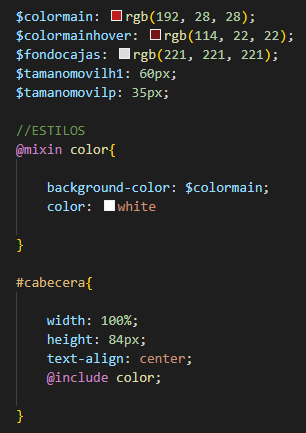 $colormain: rgb(192, 28, 28);
$colormainhover: rgb(114, 22, 22);
$fondocajas: rgb(221, 221, 221);
$tamanomovilh1: 60px;
$tamanomovilp: 35px;
//ESTILOS
@mixin color{
background-color: $colormain;
color: white
}
#cabecera{
width: 100%;
height: 84px;
text-align: center;
@include color;
}